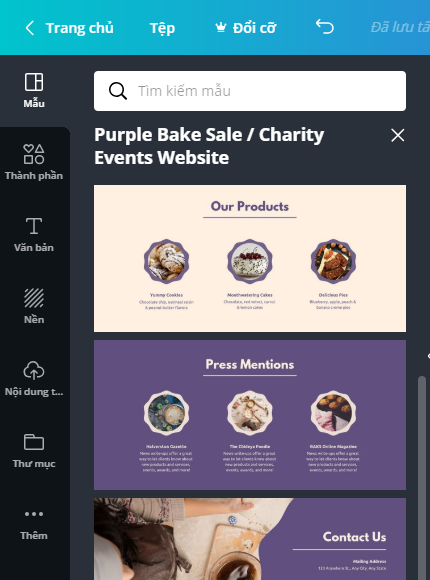 Trang chủ
Tệp
Đổi cỡ
Đã lưu tấ
Mẫu
Thành phần
Văn bản
Nền
Nội dung t...
Thư mục
Thêm
Tìm kiếm mẫu
Purple Bake Sale / Charity
Events Website
Our Products
Yummy Cookies
Chocolate chip, oatmeal raisin
& peanut butter flavors
Mouthwatering Cakes
Chocolate, red velvet, carrot
& lemon cakes
Delicious Pies
Blueberry, apple, peach &
banana creme pies
Press Mentions
Halverston Gazette
News write-ups offer a great
way to let clients know about
new products and services,
events, awards, and more!
The Chideya Foodie
News write-ups offer a great
way to let clients know about
new products and services,
events, awards, and more!
HAKS Online Magazine
News write-ups offer a great
way to let clients know about
new products and services,
events, awards, and more!
Contact Us
Mailing Address
123 Anywhere St., Any City, Any State